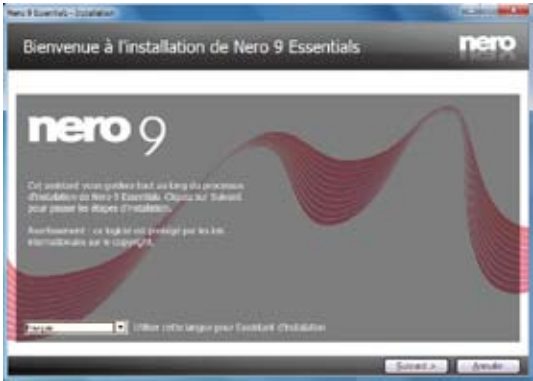 Nero 9 Essentials - Installation
Bienvenue à l'installation de Nero 9 Essentials
nero
nero 9
Cet assistant vous guidera tout au long du processus
d'installation de Nero 9 Essentials. Cliquez sur Suivant
pour passer les étapes d'installation.
Avertissement : ce logiciel est protégé par les lois
internationales sur le copyright.
Français
Utiliser cette langue pour l'assistant d'installation
Suivant >
Annuler